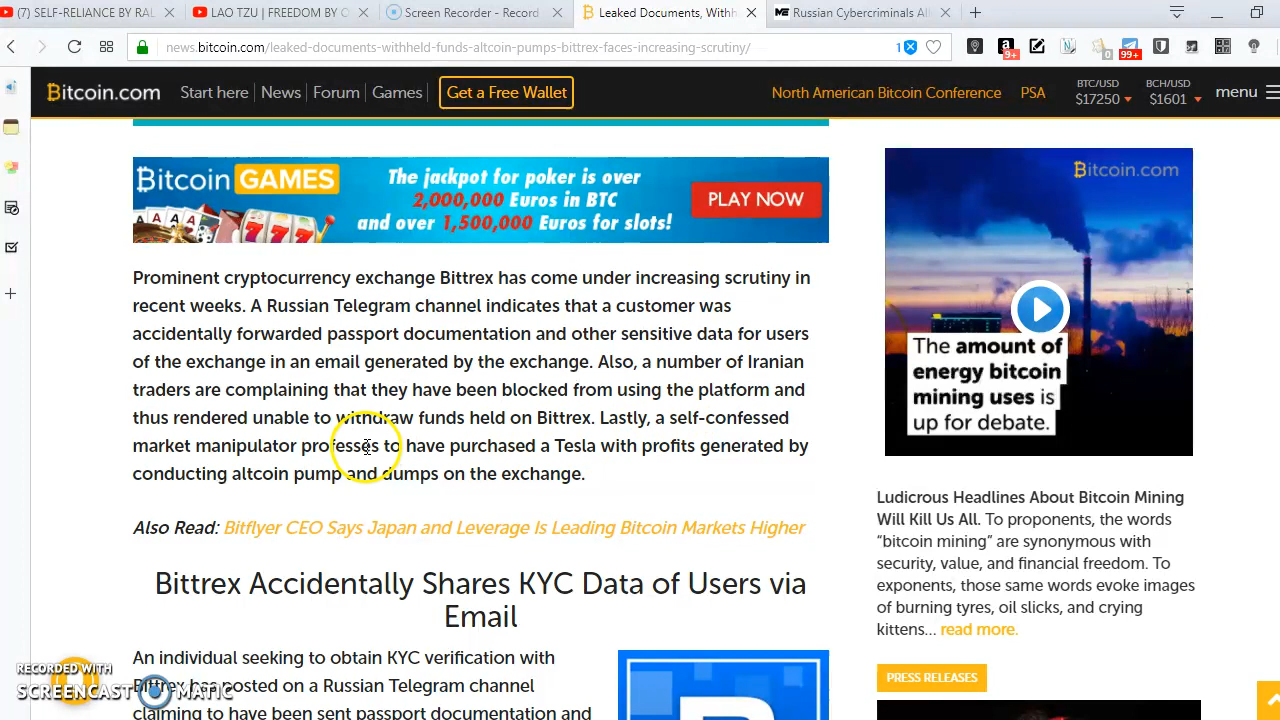 (7) SELF-RELIANCE BY RAL
LAO TZU | FREEDOM BY C
Screen Recorder - Record
Leaked Documents, Withh
Russian Cybercriminals All
news.bitcoin.com/leaked-documents-withheld-funds-altcoin-pumps-bittrex-faces-increasing-scrutiny/
1
9+
0
99+
Bitcoin.com
Start here
News
Forum
Games
Get a Free Wallet
North American Bitcoin Conference
PSA
BTC/USD
$17250
BCH/USD
$1601
menu
Bitcoin GAMES
The jackpot for poker is over
2,000,000 Euros in BTC
and over 1,500,000 Euros for slots!
PLAY NOW
777
Prominent cryptocurrency exchange Bittrex has come under increasing scrutiny in
recent weeks. A Russian Telegram channel indicates that a customer was
accidentally forwarded passport documentation and other sensitive data for users
of the exchange in an email generated by the exchange. Also, a number of Iranian
traders are complaining that they have been blocked from using the platform and
thus rendered unable to withdraw funds held on Bittrex. Lastly, a self-confessed
market manipulator professes to have purchased a Tesla with profits generated by
conducting altcoin pump and dumps on the exchange.
Also Read: Bitflyer CEO Says Japan and Leverage Is Leading Bitcoin Markets Higher
Bittrex Accidentally Shares KYC Data of Users via
Email
An individual seeking to obtain KYC verification with
Bittrex has posted on a Russian Telegram channel
claiming to have been sent passport documentation and
Bitcoin.com
The amount of
energy bitcoin
mining uses is
up for debate.
Ludicrous Headlines About Bitcoin Mining
Will Kill Us All. To proponents, the words
“bitcoin mining” are synonymous with
security, value, and financial freedom. To
exponents, those same words evoke images
of burning tyres, oil slicks, and crying
kittens... read more.
PRESS RELEASES
RECORDED WITH
SCREENCAST MATIC